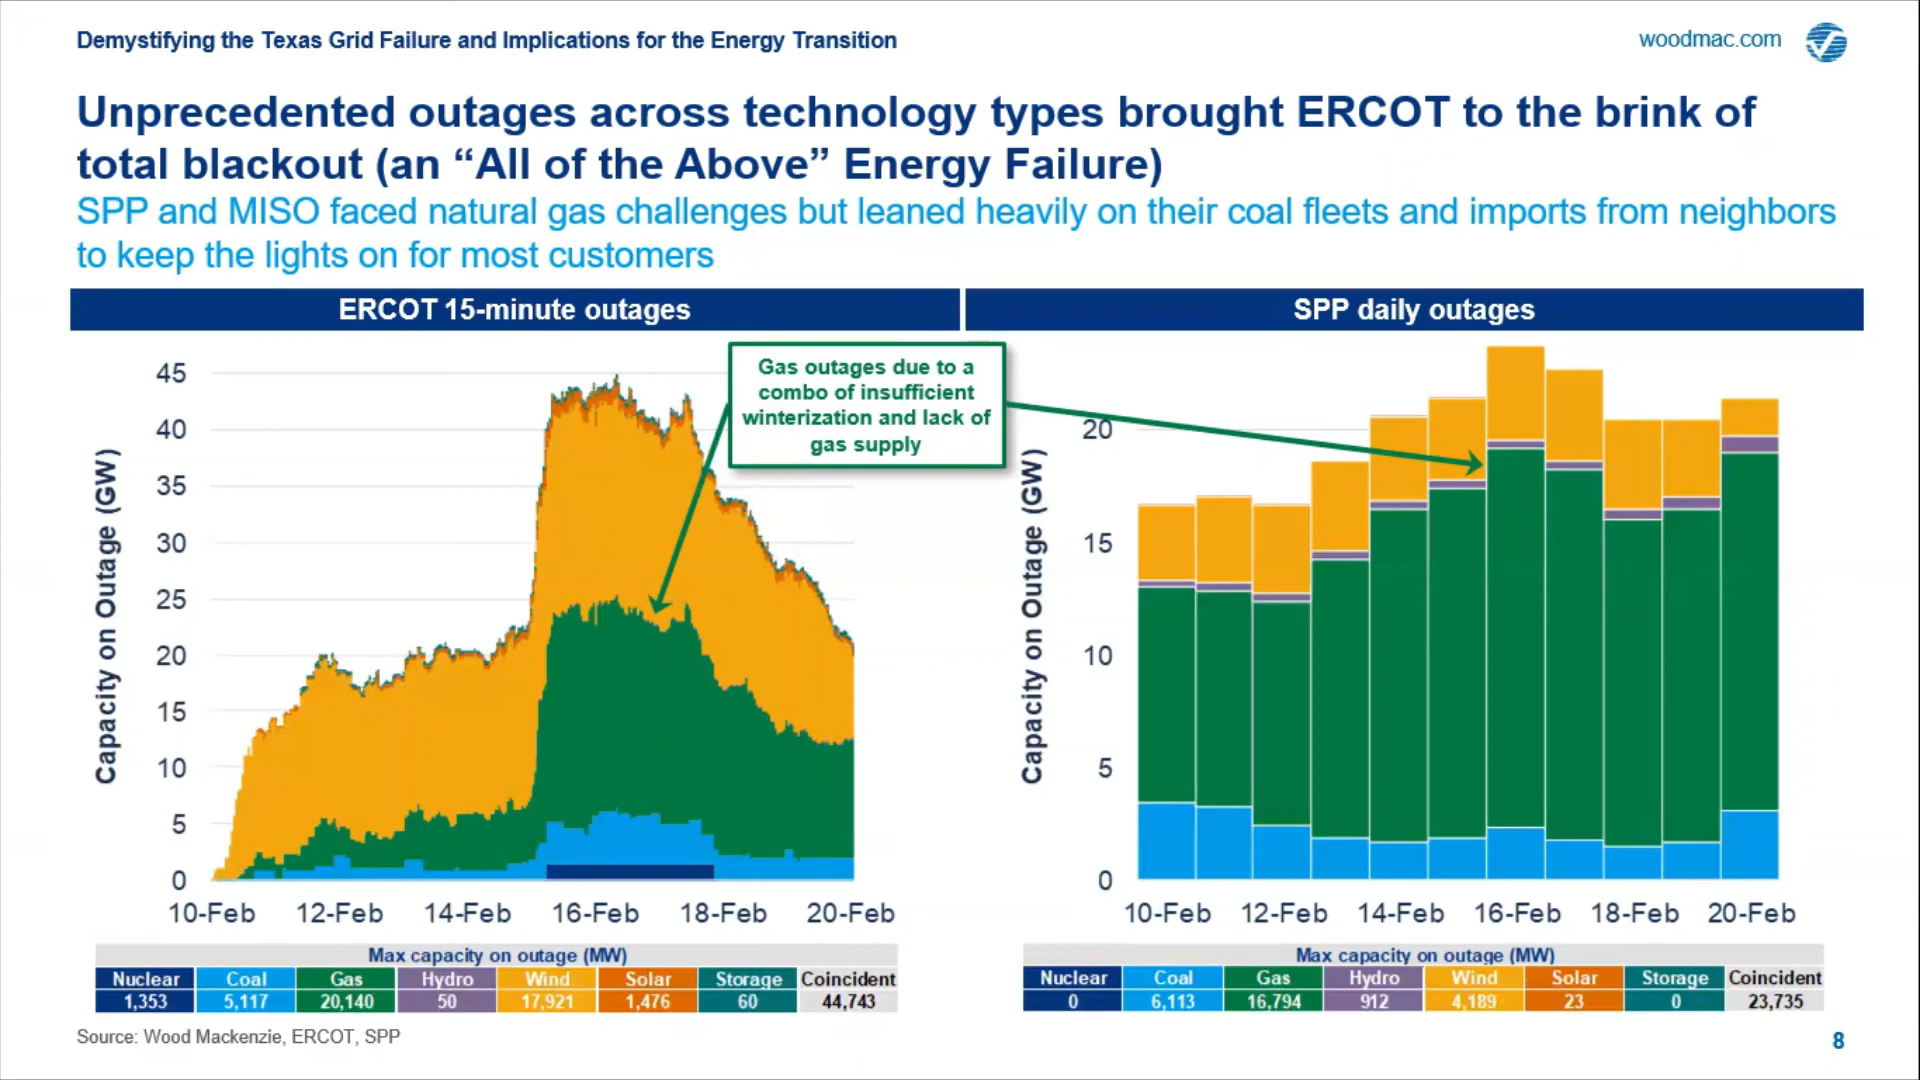 Demystifying the Texas Grid Failure and Implications for the Energy Transition
woodmac.com
Unprecedented outages across technology types brought ERCOT to the brink of
total blackout (an “All of the Above” Energy Failure)
SPP and MISO faced natural gas challenges but leaned heavily on their coal fleets and imports from neighbors
to keep the lights on for most customers
ERCOT 15-minute outages
SPP daily outages
Gas outages due to a
combo of insufficient
winterization and lack of
gas supply
Capacity on Outage (GW)
45
40
35
30
25
20
15
10
5
0
10-Feb 12-Feb 14-Feb 16-Feb 18-Feb 20-Feb
Capacity on Outage (GW)
20
15
10
5
0
10-Feb 12-Feb 14-Feb 16-Feb 18-Feb 20-Feb
Max capacity on outage (MW)
Nuclear Coal Gas Hydro Wind Solar Storage Coincident
1,353 5,117 20,140 50 17,921 1,476 60 44,743
Max capacity on outage (MW)
Nuclear Coal Gas Hydro Wind Solar Storage Coincident
0 6,113 16,794 912 4,189 23 0 23,735
Source: Wood Mackenzie, ERCOT, SPP
8